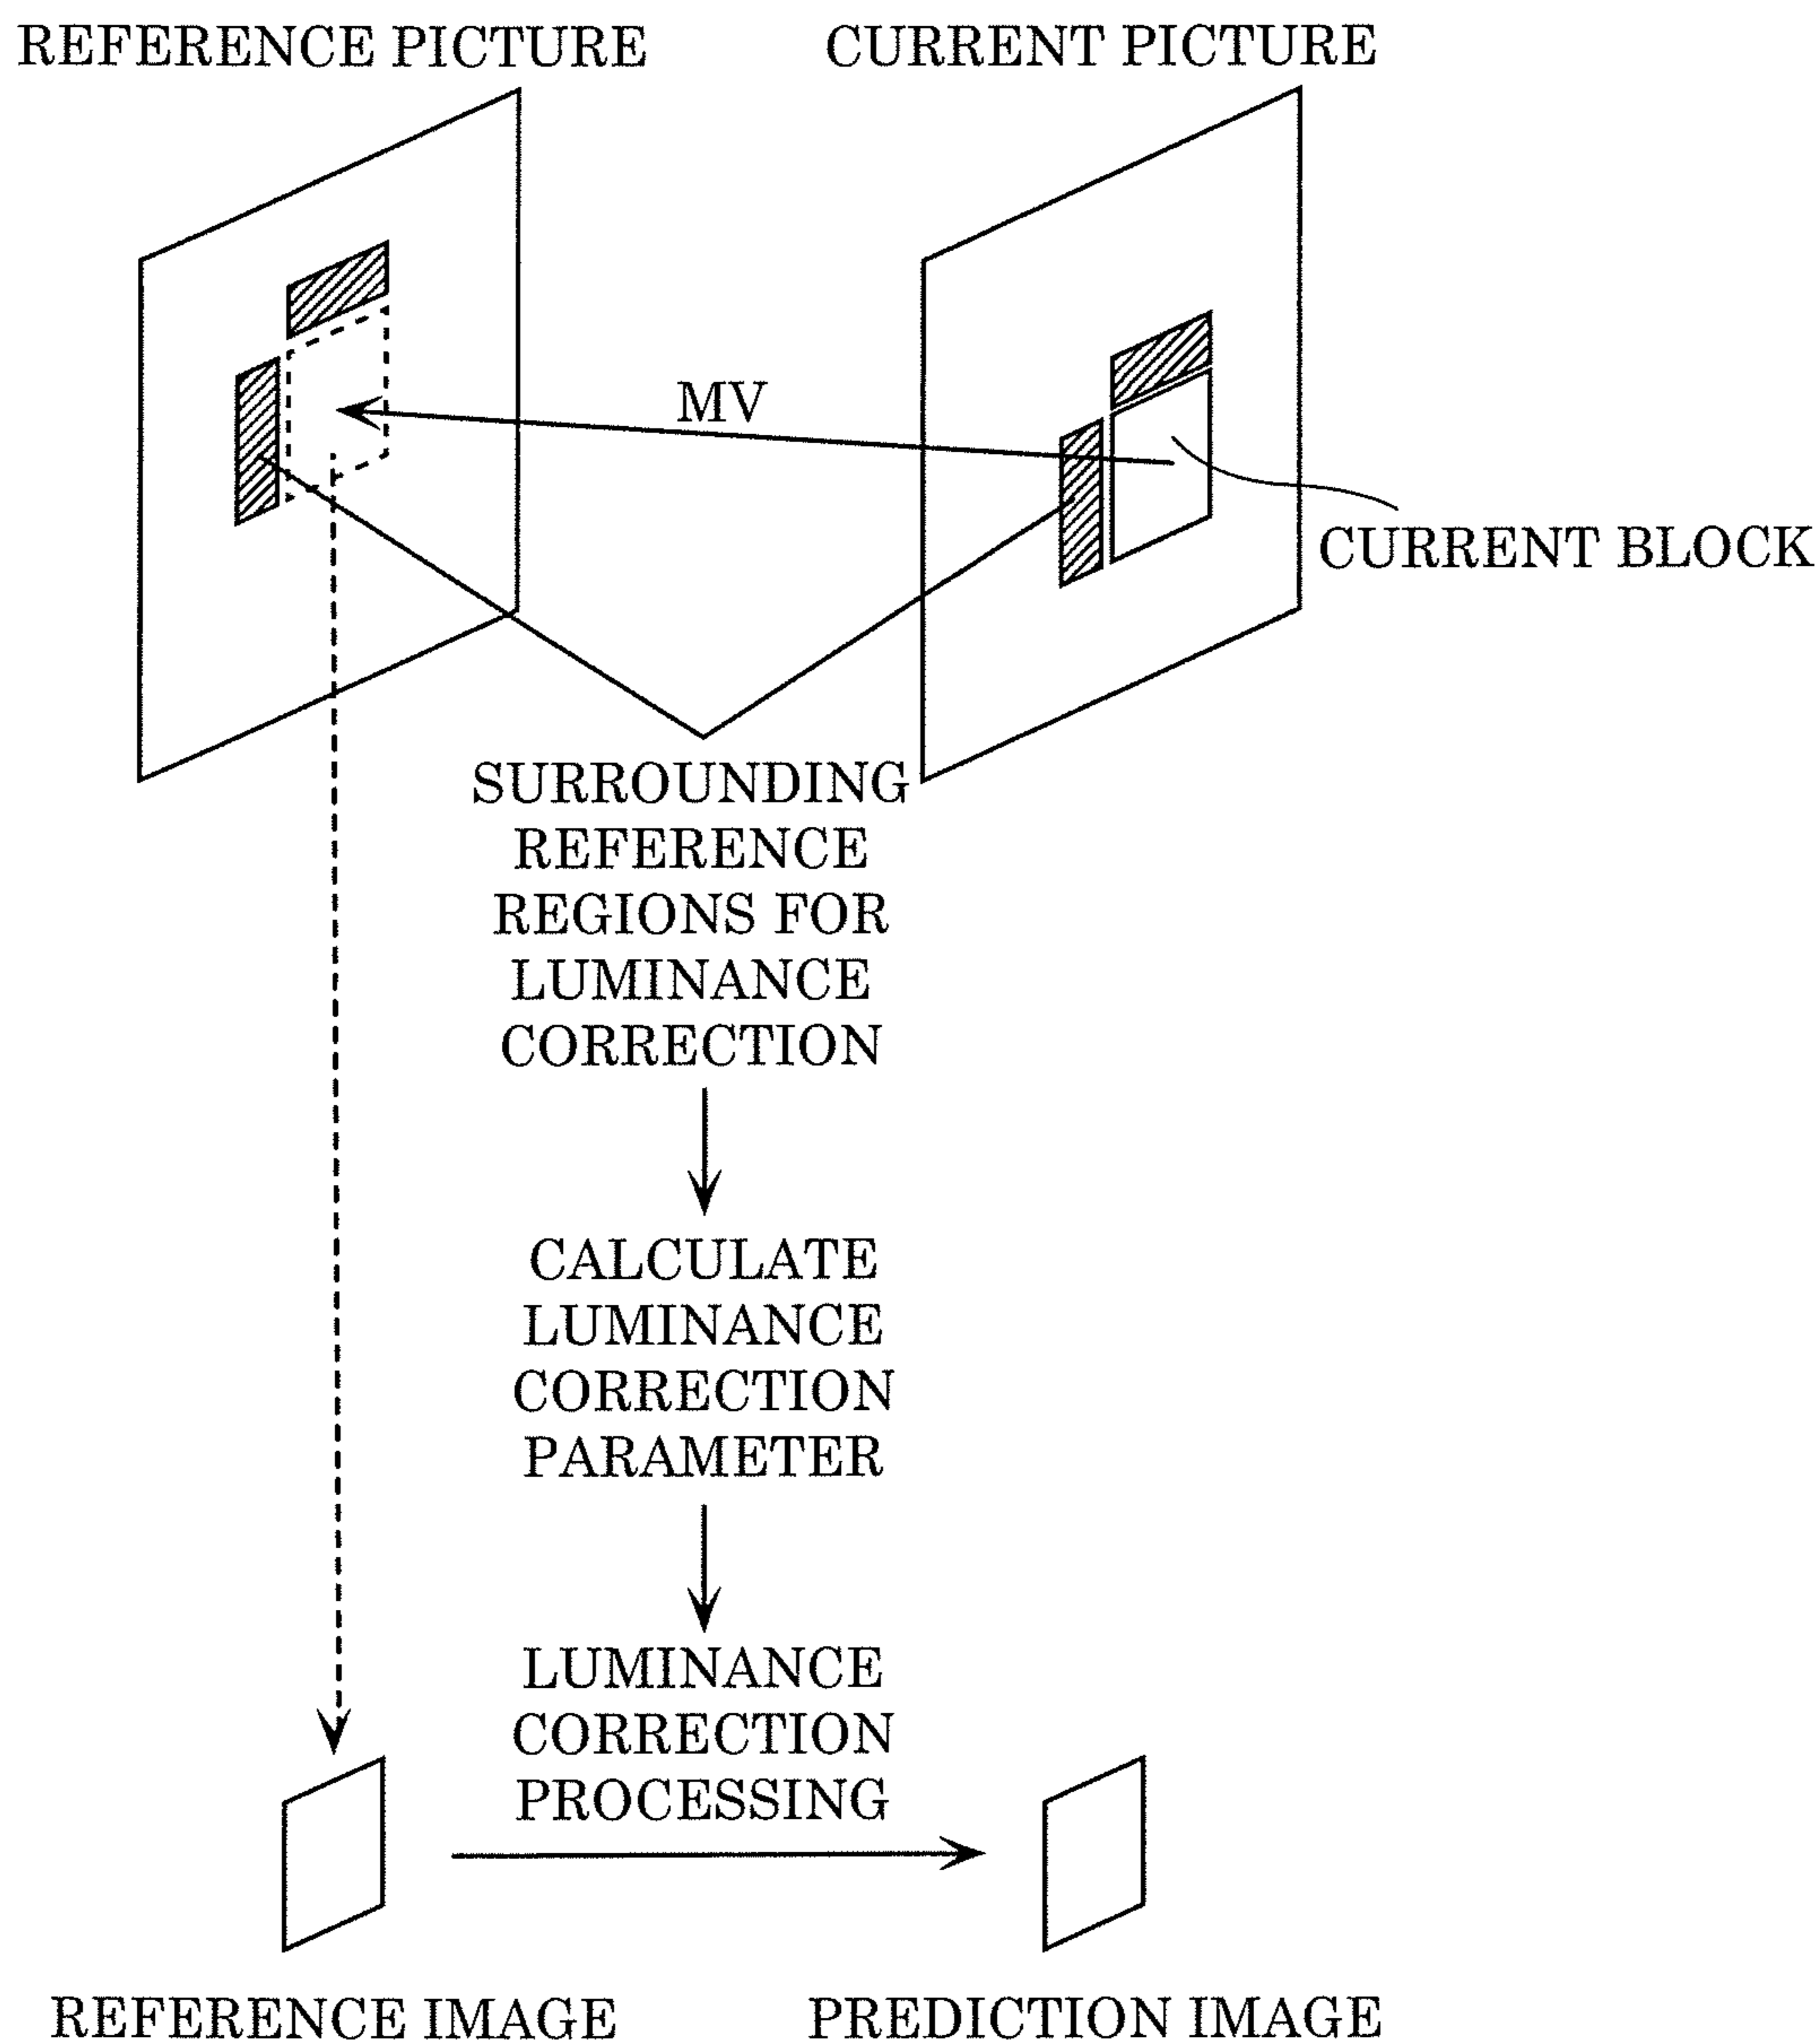 REFERENCE PICTURE
CURRENT PICTURE
MV
CURRENT BLOCK
SURROUNDING
REFERENCE
REGIONS FOR
LUMINANCE
CORRECTION
CALCULATE
LUMINANCE
CORRECTION
PARAMETER
LUMINANCE
CORRECTION
PROCESSING
REFERENCE IMAGE
PREDICTION IMAGE